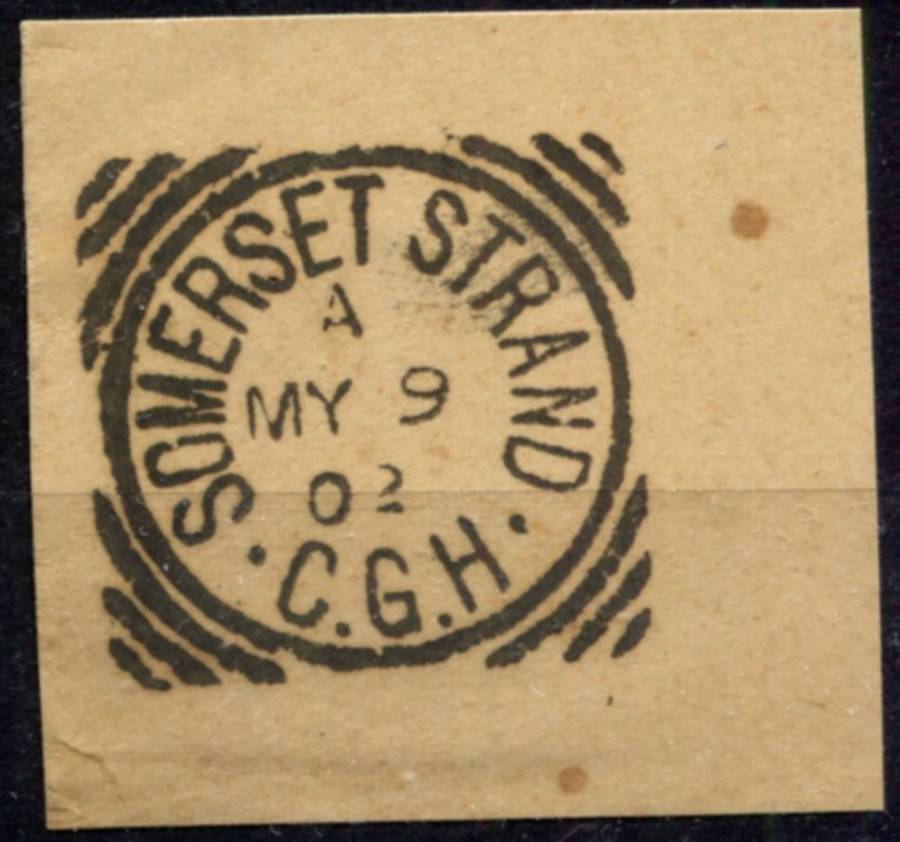 SOMERSET STRAND
A
MY 9
02
. C.G.H.